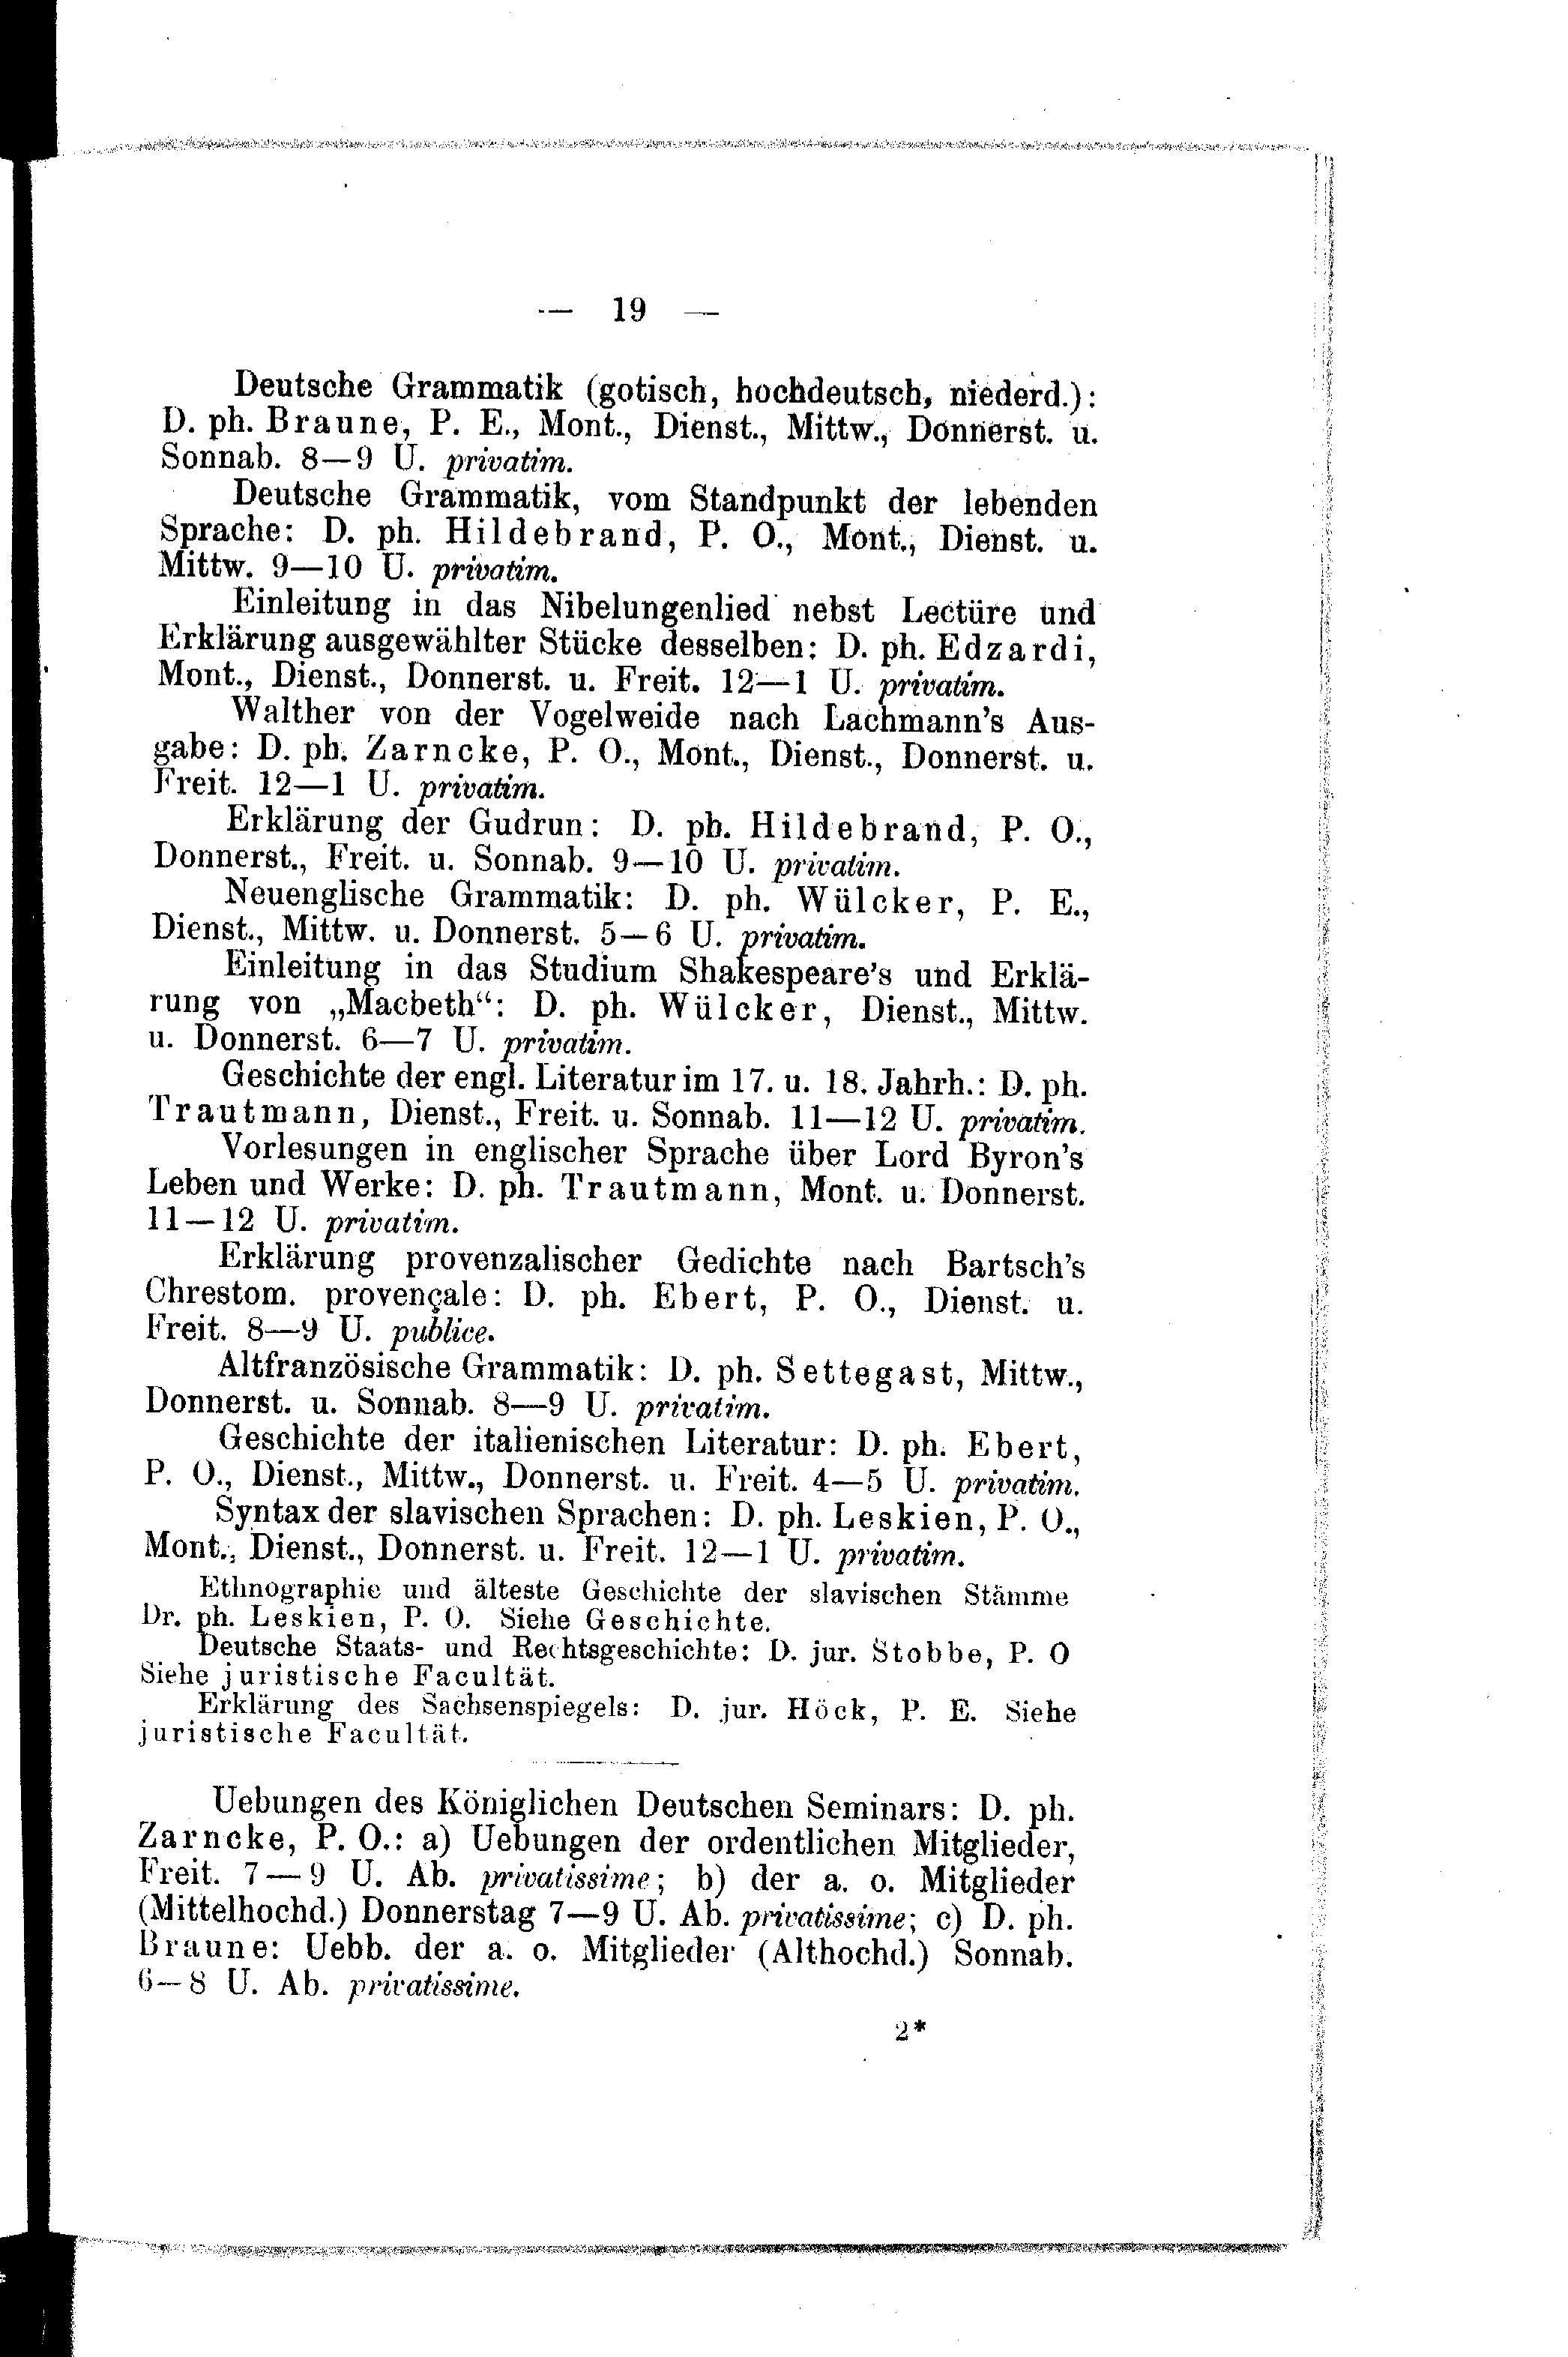 — 19 —
Deutsche Grammatik (gotisch, hochdeutsch, niederd.):
D. ph. Braune, P. E., Mont., Dienst., Mittw., Donnerst. u.
Sonnab. 8—9 U. privatim.
Deutsche Grammatik, vom Standpunkt der lebenden
Sprache: D. ph. Hildebrand, P. O., Mont., Dienst. u.
Mittw. 9—10 U. privatim.
Einleitung in das Nibelungenlied nebst Lectüre und
Erklärung ausgewählter Stücke desselben: D. ph. Edzardi,
Mont., Dienst., Donnerst. u. Freit. 12—1 U. privatim.
Walther von der Vogelweide nach Lachmann's Aus-
gabe: D. ph. Zarncke, P. O., Mont., Dienst., Donnerst. u.
Freit. 12—1 U. privatim.
Erklärung der Gudrun: D. ph. Hildebrand, P. O.,
Donnerst., Freit. u. Sonnab. 9—10 U. privatim.
Neuenglische Grammatik: D. ph. Wülcker, P. E.,
Dienst., Mittw. u. Donnerst. 5—6 U. privatim.
Einleitung in das Studium Shakespeare's und Erklä-
rung von „Macbeth“: D. ph. Wülcker, Dienst., Mittw.
u. Donnerst. 6—7 U. privatim.
Geschichte der engl. Literatur im 17. u. 18. Jahrh.: D. ph.
Trautmann, Dienst., Freit. u. Sonnab. 11—12 U. privatim.
Vorlesungen in englischer Sprache über Lord Byron's
Leben und Werke: D. ph. Trautmann, Mont. u. Donnerst.
11—12 U. privatim.
Erklärung provenzalischer Gedichte nach Bartsch's
Chrestom. provençale: D. ph. Ebert, P. O., Dienst. u.
Freit. 8—9 U. publice.
Altfranzösische Grammatik: D. ph. Settegast, Mittw.,
Donnerst. u. Sonnab. 8—9 U. privatim.
Geschichte der italienischen Literatur: D. ph. Ebert,
P. O., Dienst., Mittw., Donnerst. u. Freit. 4—5 U. privatim.
Syntax der slavischen Sprachen: D. ph. Leskien, P. O.,
Mont., Dienst., Donnerst. u. Freit. 12—1 U. privatim.
Ethnographie und älteste Geschichte der slavischen Stämme
Dr. ph. Leskien, P. O. Siehe Geschichte.
Deutsche Staats- und Rechtsgeschichte: D. jur. Stobbe, P. O
Siehe juristische Facultät.
Erklärung des Sachsenspiegels: D. jur. Höck, P. E. Siehe
juristische Facultät.
Uebungen des Königlichen Deutschen Seminars: D. ph.
Zarncke, P. O.: a) Uebungen der ordentlichen Mitglieder,
Freit. 7—9 U. Ab. privatissime; b) der a. o. Mitglieder
(Mittelhochd.) Donnerstag 7—9 U. Ab. privatissime; c) D. ph.
Braune: Uebb. der a. o. Mitglieder (Althochd.) Sonnab.
6—8 U. Ab. privatissime.
2*